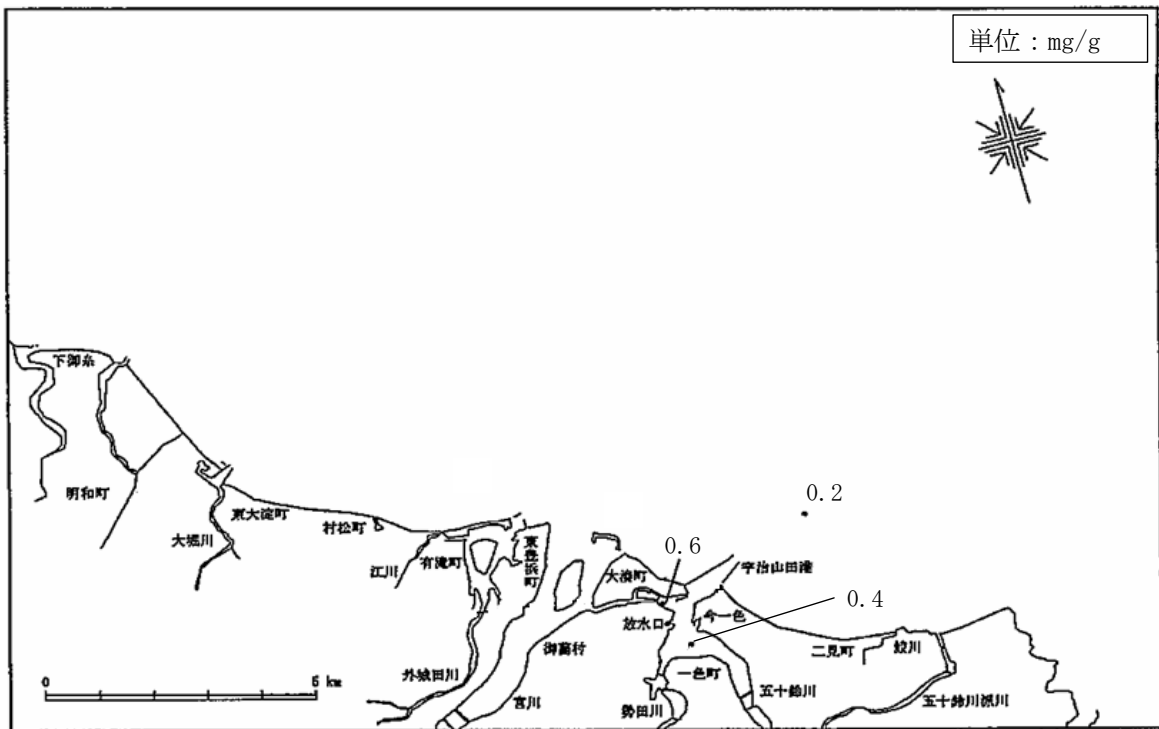 単位：mg/g
下御糸
0.2
明和町
東大淀町
村松町
大堀川
江川
有滝町
東豊浜町
大湊町
0.6
宇治山田港
0.4
放水口
今一色
御薗村
二見町
鮫川
外城田川
一色町
宮川
勢田川
五十鈴川
五十鈴川派川
0
6 km